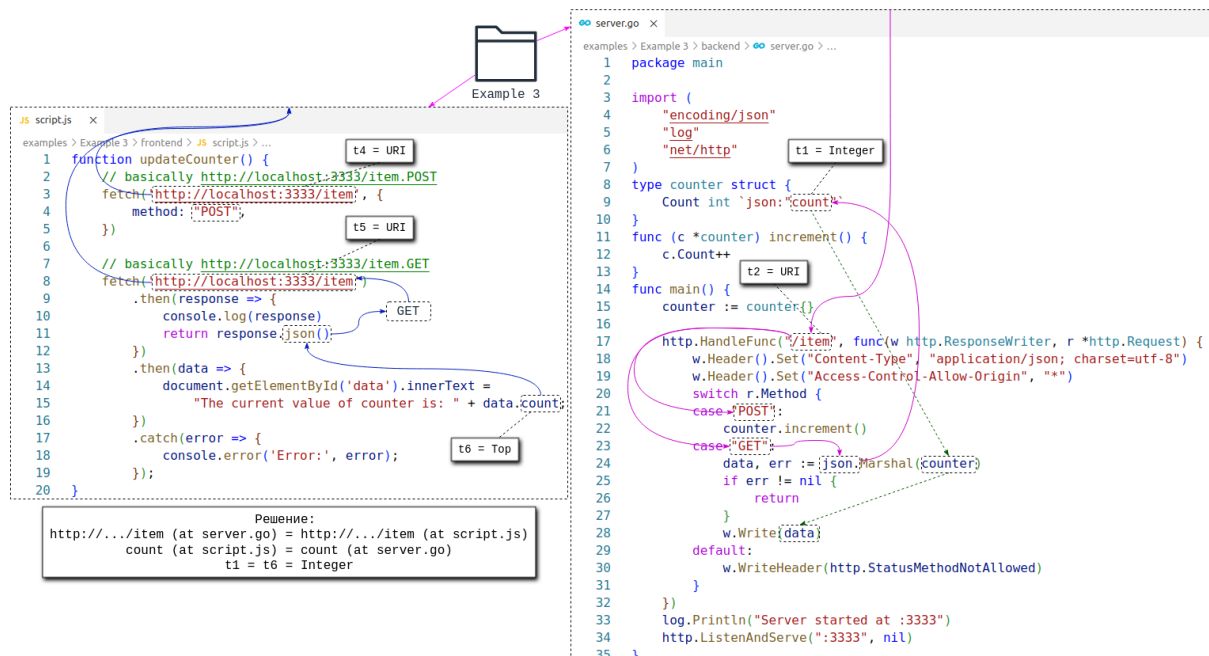 Example 3
JS script.js ×
examples > Example 3 > frontend > JS script.js > ...
1 function updateCounter() {
2 // basically http://localhost:3333/item.POST
3 fetch('http://localhost:3333/item', {
4 method: "POST",
5 })
6
7 // basically http://localhost:3333/item.GET
8 fetch('http://localhost:3333/item')
9 .then(response => {
10 console.log(response)
11 return response.json()
12 })
13 .then(data => {
14 document.getElementById('data').innerText =
15 "The current value of counter is: " + data.count;
16 })
17 .catch(error => {
18 console.error('Error:', error);
19 });
20 }
t4 = URI
t5 = URI
GET
t6 = Top
Решение:
http://.../item (at server.go) = http://.../item (at script.js)
count (at script.js) = count (at server.go)
t1 = t6 = Integer
GO server.go ×
examples > Example 3 > backend > GO server.go > ...
1 package main
2
3 import (
4 "encoding/json"
5 "log"
6 "net/http"
7 )
8 type counter struct {
9 Count int `json:"count"`
10 }
11 func (c *counter) increment() {
12 c.Count++
13 }
14 func main() {
15 counter := counter{}
16
17 http.HandleFunc("/item", func(w http.ResponseWriter, r *http.Request) {
18 w.Header().Set("Content-Type", "application/json; charset=utf-8")
19 w.Header().Set("Access-Control-Allow-Origin", "*")
20 switch r.Method {
21 case "POST":
22 counter.increment()
23 case "GET":
24 data, err := json.Marshal(counter)
25 if err != nil {
26 return
27 }
28 w.Write(data)
29 default:
30 w.WriteHeader(http.StatusMethodNotAllowed)
31 }
32 })
33 log.Println("Server started at :3333")
34 http.ListenAndServe(":3333", nil)
35 }
t1 = Integer
t2 = URI